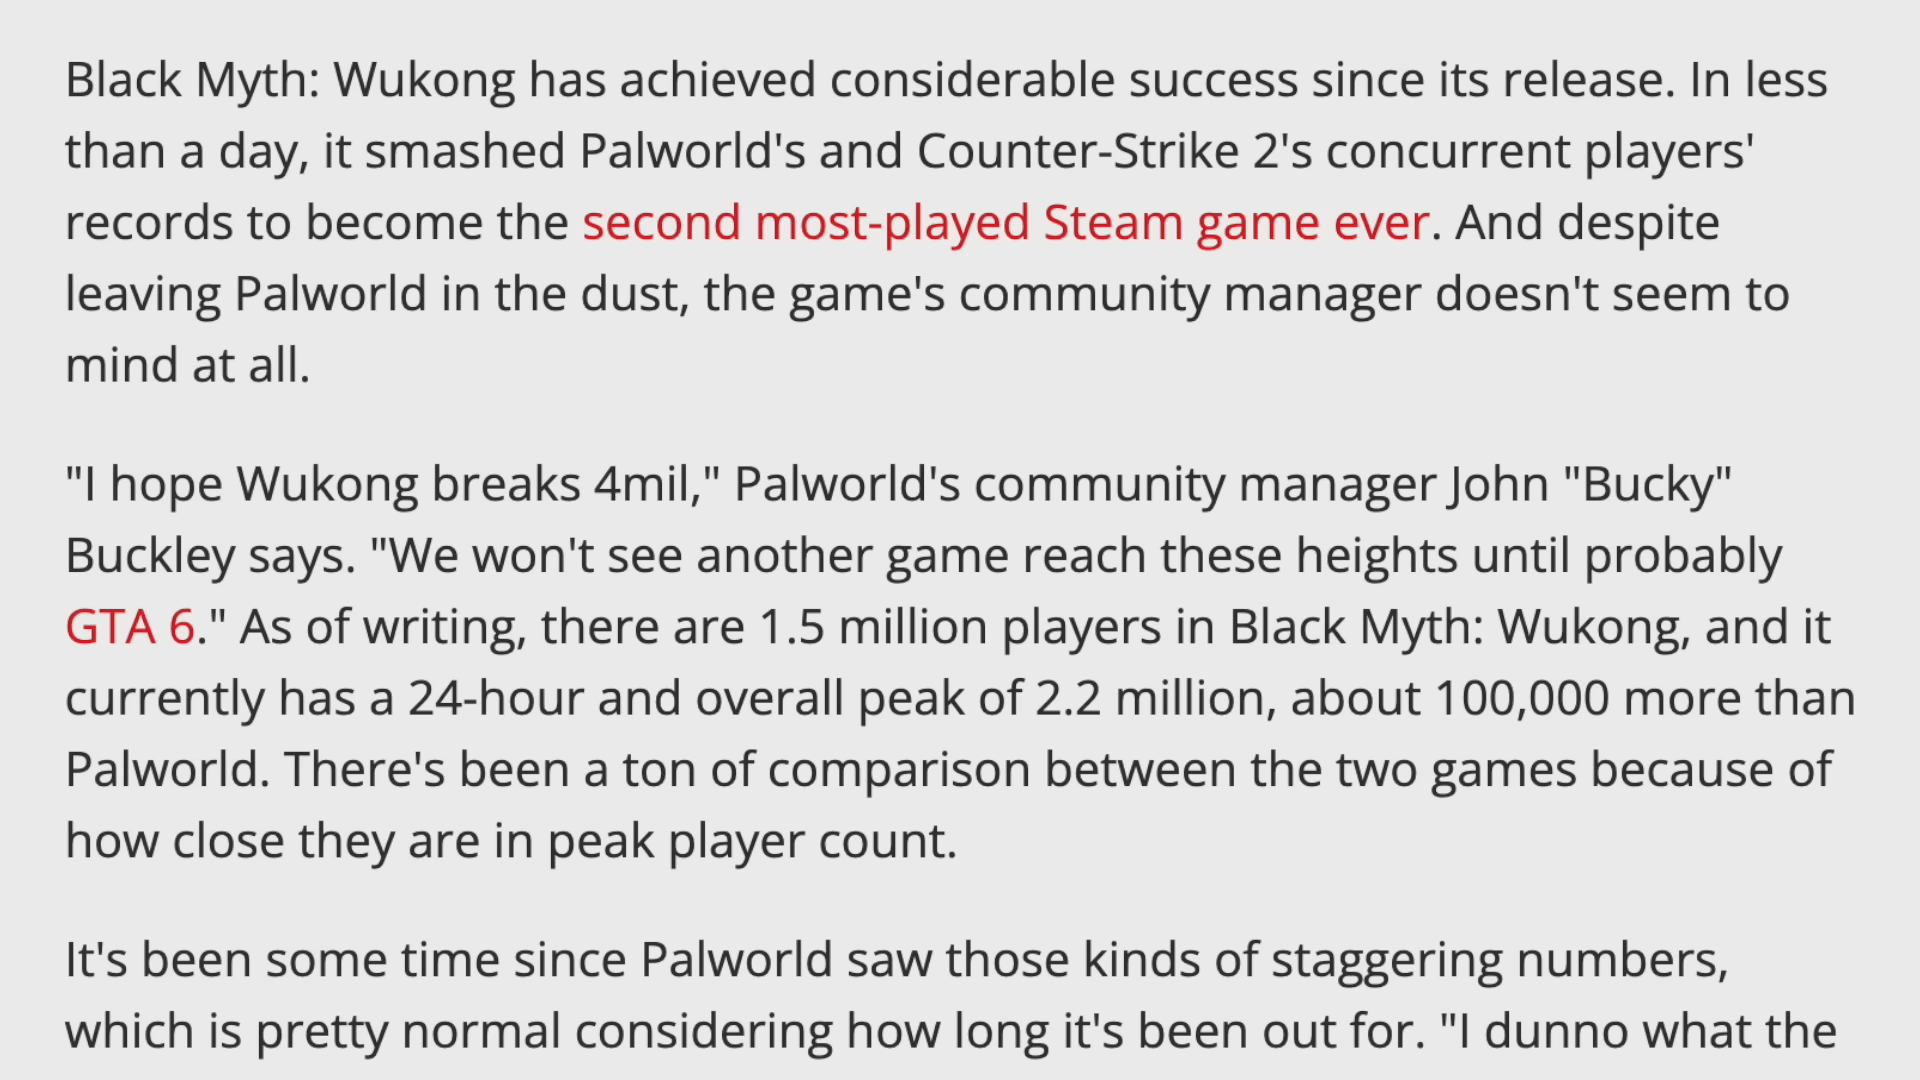 Black Myth: Wukong has achieved considerable success since its release. In less
than a day, it smashed Palworld's and Counter-Strike 2's concurrent players'
records to become the second most-played Steam game ever. And despite
leaving Palworld in the dust, the game's community manager doesn't seem to
mind at all.
"I hope Wukong breaks 4mil," Palworld's community manager John "Bucky"
Buckley says. "We won't see another game reach these heights until probably
GTA 6." As of writing, there are 1.5 million players in Black Myth: Wukong, and it
currently has a 24-hour and overall peak of 2.2 million, about 100,000 more than
Palworld. There's been a ton of comparison between the two games because of
how close they are in peak player count.
It's been some time since Palworld saw those kinds of staggering numbers,
which is pretty normal considering how long it's been out for. "I dunno what the